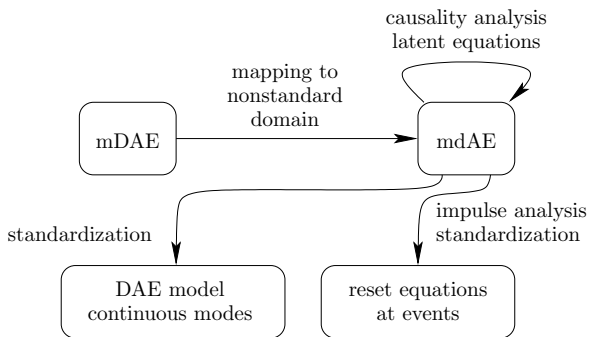 causality analysis
latent equations
mapping to
nonstandard
domain
mDAE
mdAE
standardization
impulse analysis
standardization
DAE model
continuous modes
reset equations
at events